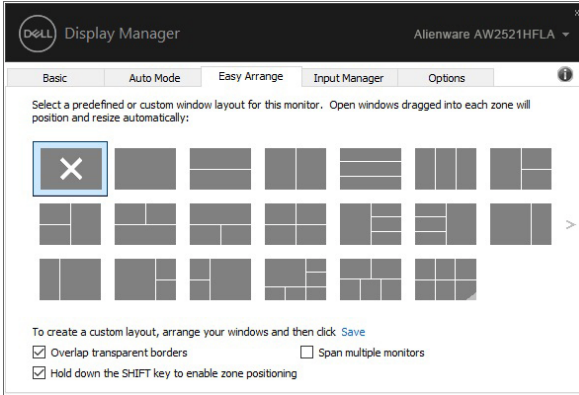 DELL Display Manager
Alienware AW2521HFLA
Basic Auto Mode Easy Arrange Input Manager Options
Select a predefined or custom window layout for this monitor. Open windows dragged into each zone will
position and resize automatically:
To create a custom layout, arrange your windows and then click Save
Overlap transparent borders
Span multiple monitors
Hold down the SHIFT key to enable zone positioning